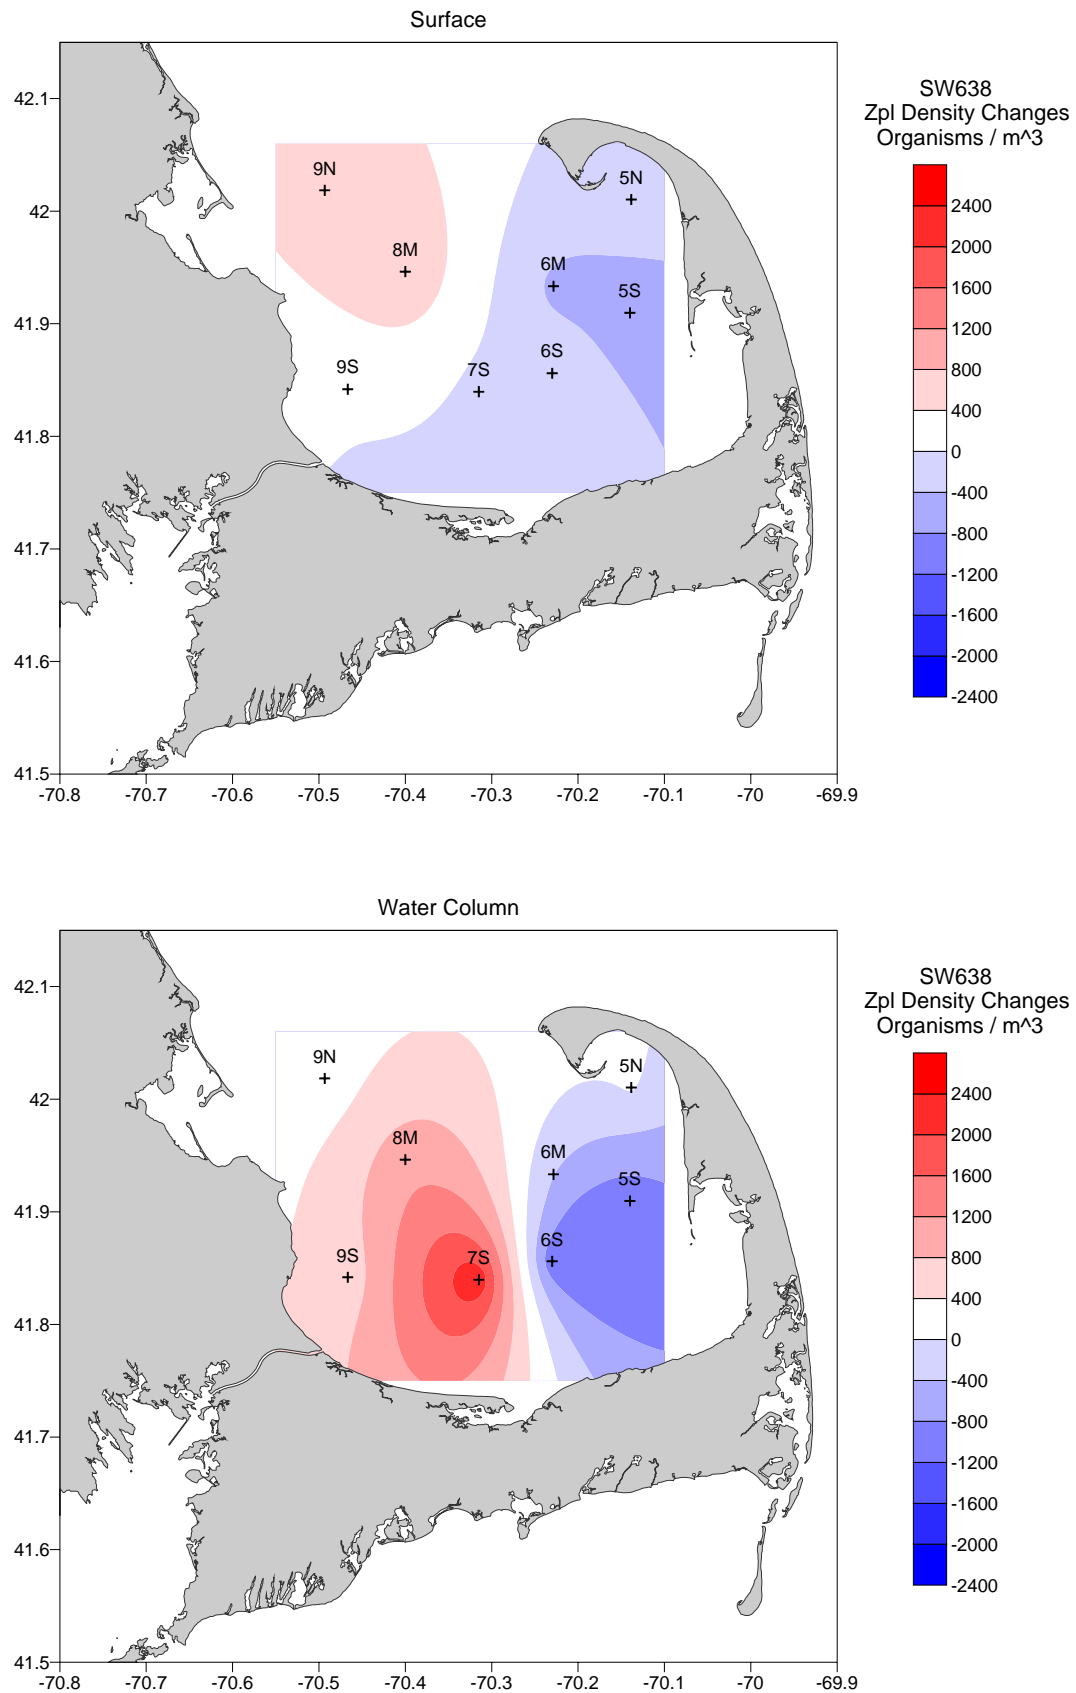 Surface
SW638
Zpl Density Changes
Organisms / m^3
42.1
42
41.9
41.8
41.7
41.6
41.5
-70.8 -70.7 -70.6 -70.5 -70.4 -70.3 -70.2 -70.1 -70 -69.9
9N
5N
8M
6M
5S
6S
9S
7S
2400
2000
1600
1200
800
400
0
-400
-800
-1200
-1600
-2000
-2400
Water Column
SW638
Zpl Density Changes
Organisms / m^3
42.1
42
41.9
41.8
41.7
41.6
41.5
-70.8 -70.7 -70.6 -70.5 -70.4 -70.3 -70.2 -70.1 -70 -69.9
9N
5N
8M
6M
5S
6S
9S
7S
2400
2000
1600
1200
800
400
0
-400
-800
-1200
-1600
-2000
-2400